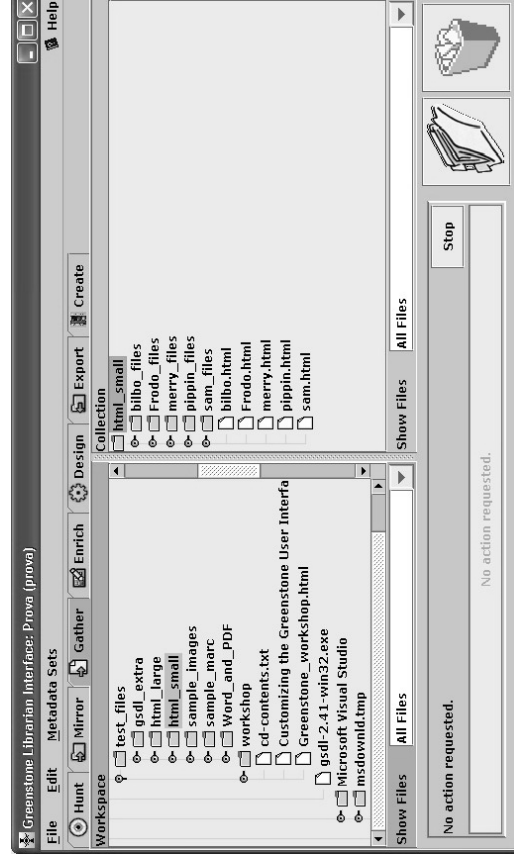 Greenstone Librarian Interface: Prova (prova)
File Edit Metadata Sets Help
Hunt Mirror Gather Enrich Design Export Create
Workspace
test_files
gsdl_extra
html_large
html_small
sample_images
sample_marc
Word_and_PDF
workshop
cd-contents.txt
Customizing the Greenstone User Interfa
Greenstone_workshop.html
gsdl-2.41-win32.exe
Microsoft Visual Studio
msdownld.tmp
Show Files All Files
Collection
html_small
bilbo_files
Frodo_files
merry_files
pippin_files
sam_files
bilbo.html
Frodo.html
merry.html
pippin.html
sam.html
Show Files All Files
No action requested.
Stop
No action requested.